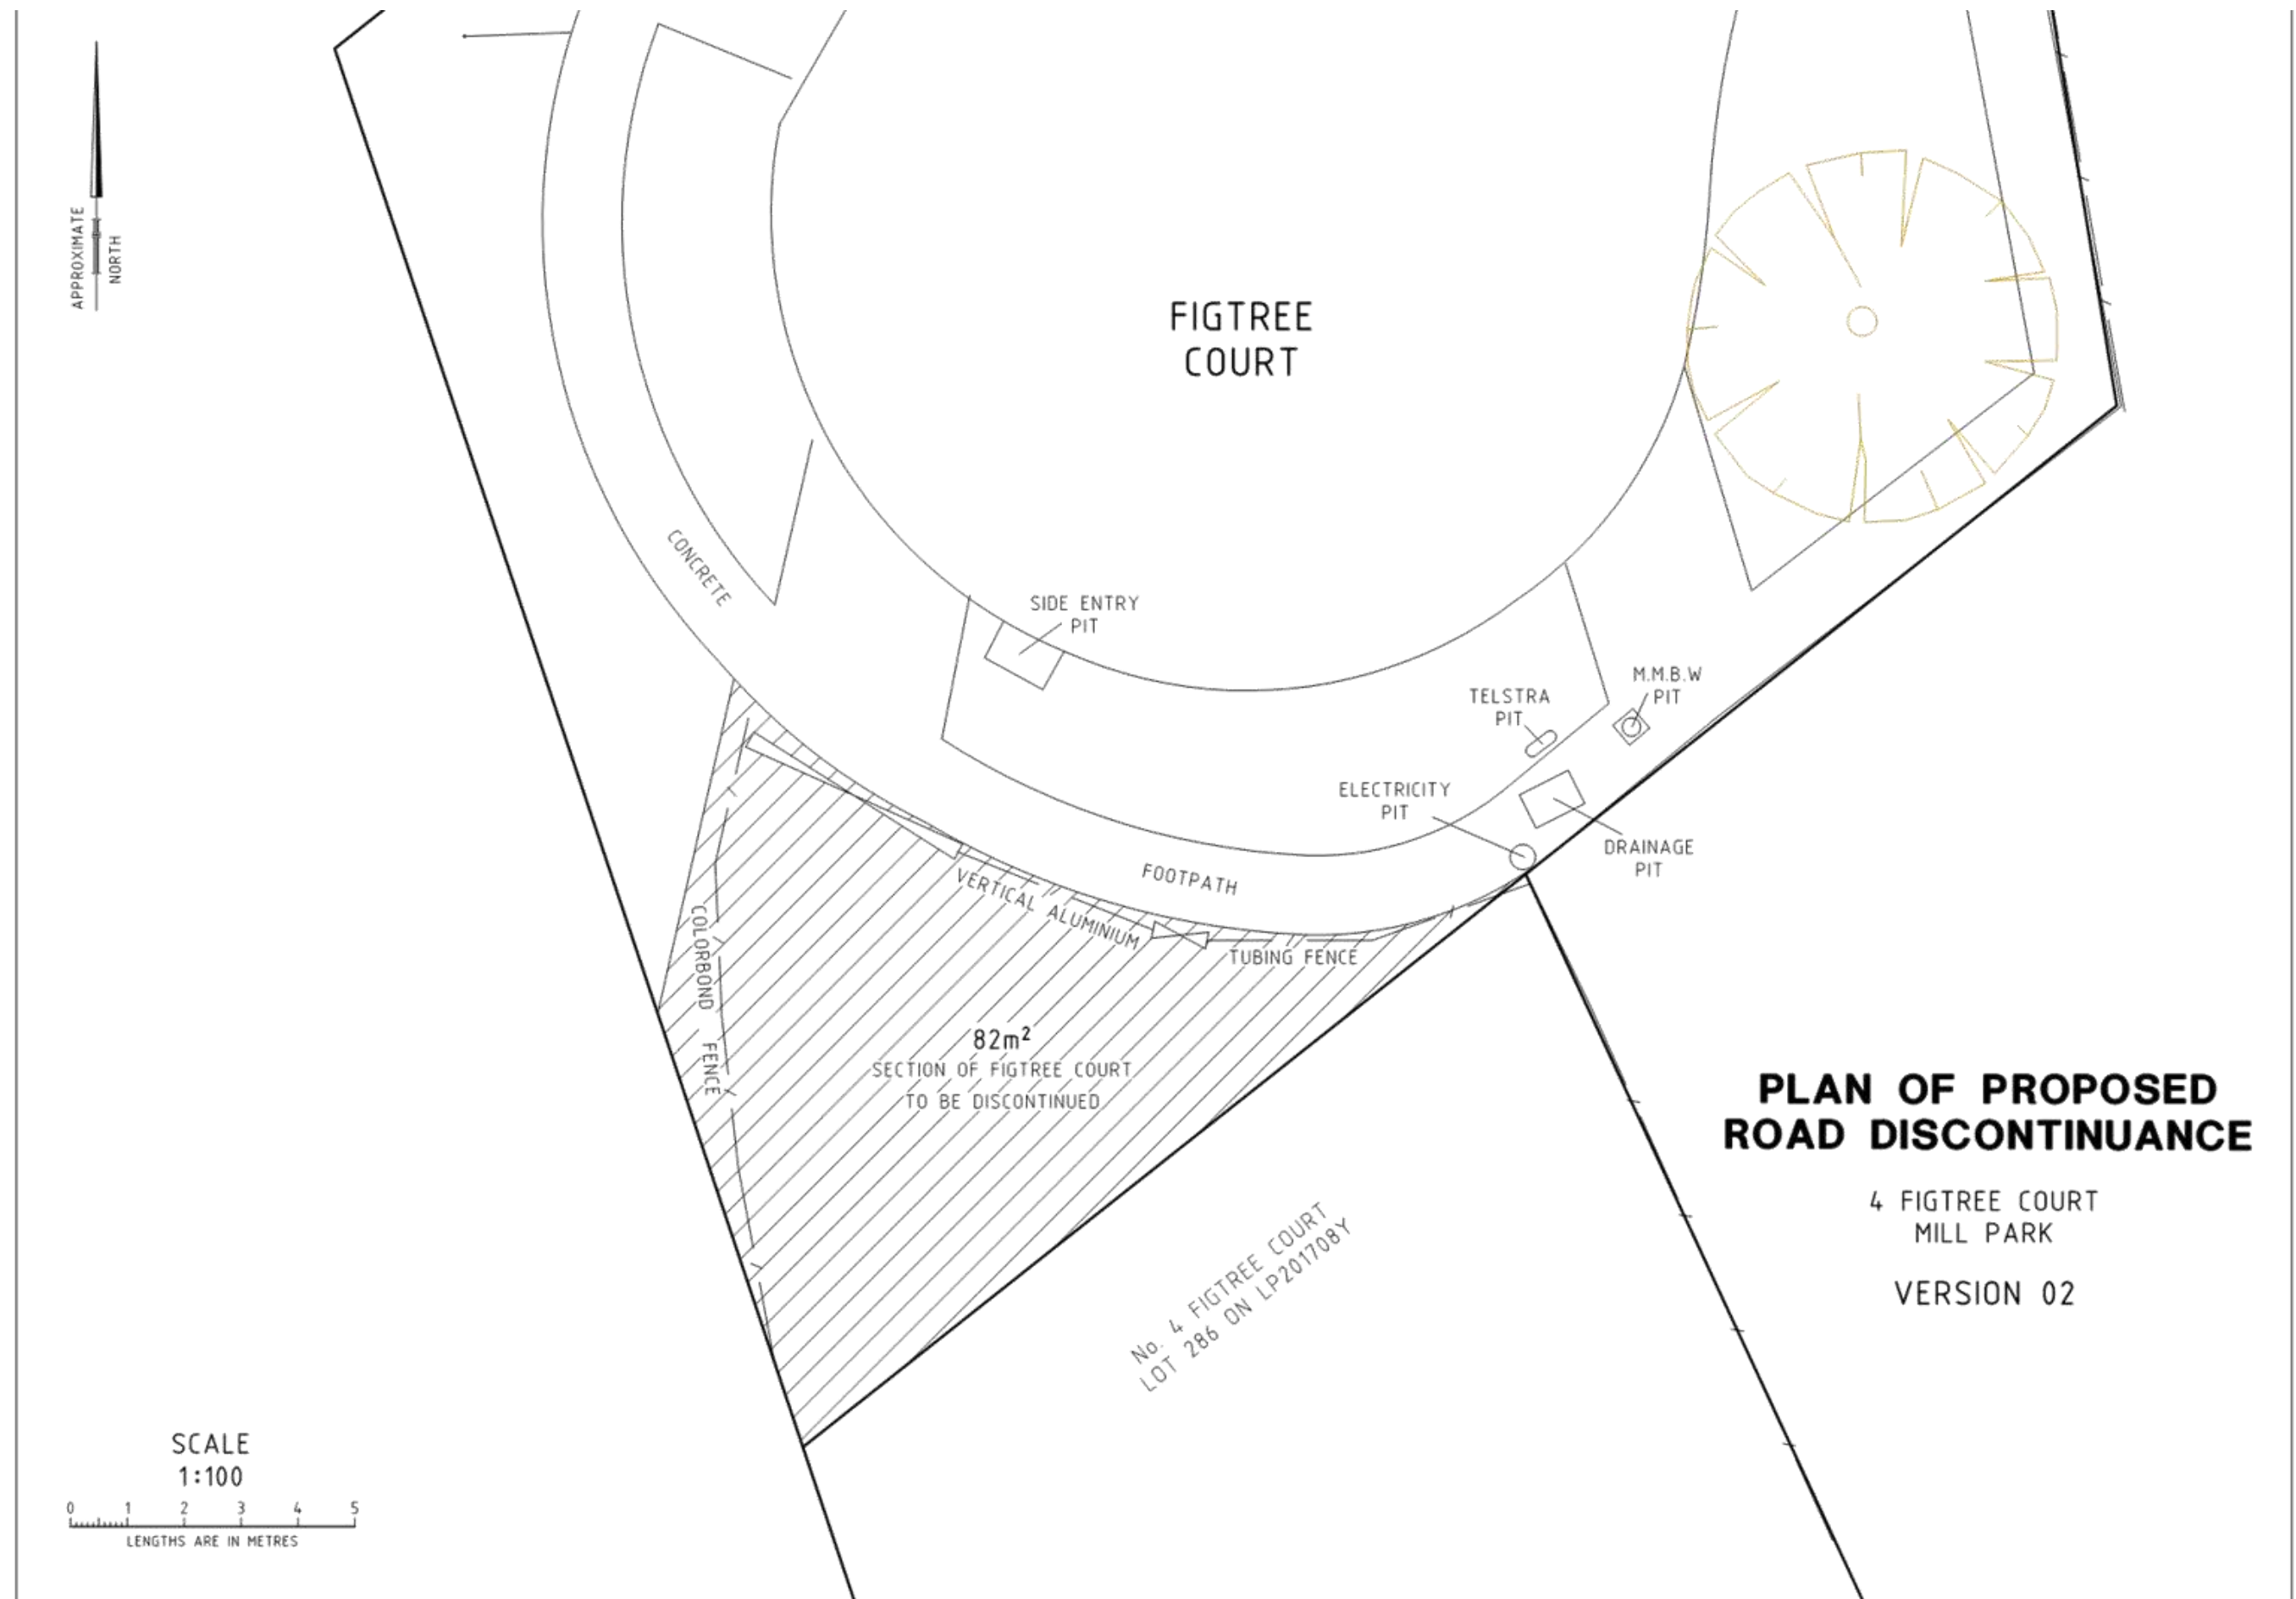 APPROXIMATE
NORTH
FIGTREE
COURT
CONCRETE
SIDE ENTRY
PIT
TELSTRA
PIT
M.M.B.W
PIT
ELECTRICITY
PIT
DRAINAGE
PIT
FOOTPATH
VERTICAL ALUMINIUM
TUBING FENCE
COLORBOND FENCE
82m²
SECTION OF FIGTREE COURT
TO BE DISCONTINUED
No. 4 FIGTREE COURT
LOT 286 ON LP201708Y
PLAN OF PROPOSED
ROAD DISCONTINUANCE
4 FIGTREE COURT
MILL PARK
VERSION 02
SCALE
1:100
0 1 2 3 4 5
LENGTHS ARE IN METRES